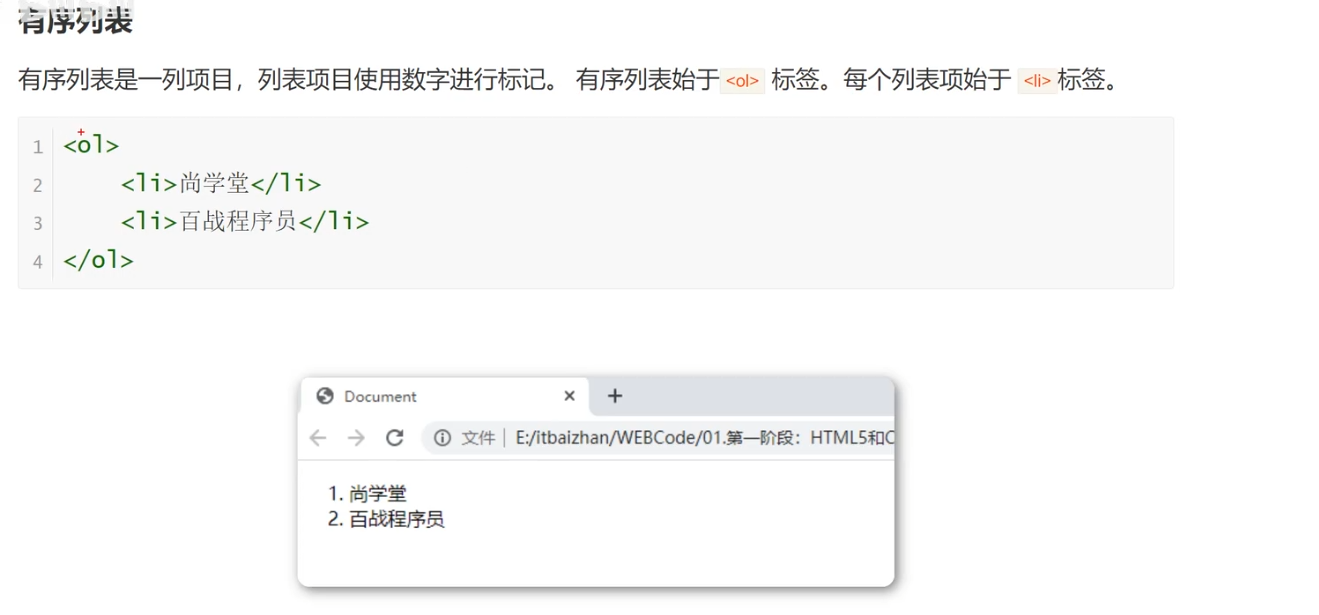 有序列表
有序列表是一列项目，列表项目使用数字进行标记。 有序列表始于<ol> 标签。每个列表项始于 <li>标签。
1 <ol>
2 <li>尚学堂</li>
3 <li>百战程序员</li>
4 </ol>
Document
文件 E:/itbaizhan/WEBCode/01.第一阶段：HTML5和C
1. 尚学堂
2. 百战程序员